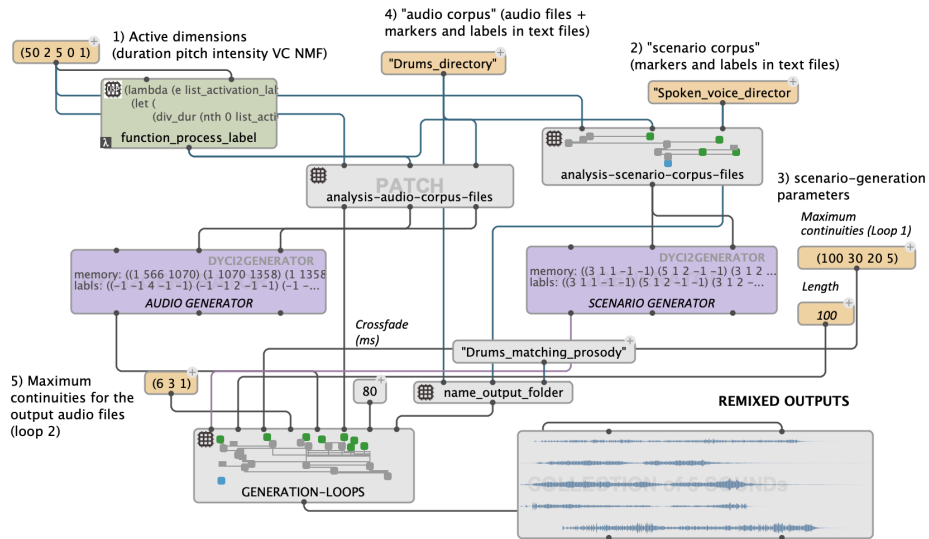 4) "audio corpus" (audio files +
markers and labels in text files)
1) Active dimensions
(duration pitch intensity VC NMF)
(50 2 5 0 1)
2) "scenario corpus"
(markers and labels in text files)
"Drums_directory"
"Spoken_voice_director
(lambda (e list_activation_lal
(let (
(div_dur (nth 0 list_acti
function_process_label
PATCH
analysis-audio-corpus-files
analysis-scenario-corpus-files
3) scenario-generation
parameters
Maximum
continuities (Loop 1)
(100 30 20 5)
Length
100
DYCI2GENERATOR
memory: ((1 566 1070) (1 1070 1358) (1 1358
labls: ((-1 -1 4 -1 -1) (-1 -1 2 -1 -1) (-1 -...
AUDIO GENERATOR
DYCI2GENERATOR
memory: ((3 1 1 -1 -1) (5 1 2 -1 -1) (3 1 2 ...
labls: ((3 1 1 -1 -1) (5 1 2 -1 -1) (3 1 2 -...
SCENARIO GENERATOR
Crossfade
(ms)
"Drums_matching_prosody"
5) Maximum
continuities for the
output audio files
(loop 2)
(6 3 1)
80
name_output_folder
REMIXED OUTPUTS
GENERATION-LOOPS
COLLECTION of 5 SOUNDs